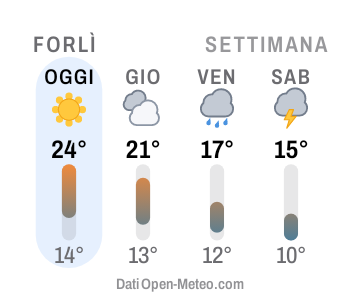 FORLÌ SETTIMANA
OGGI GIO VEN SAB
24° 21° 17° 15°
14° 13° 12° 10°
Dati Open-Meteo.com